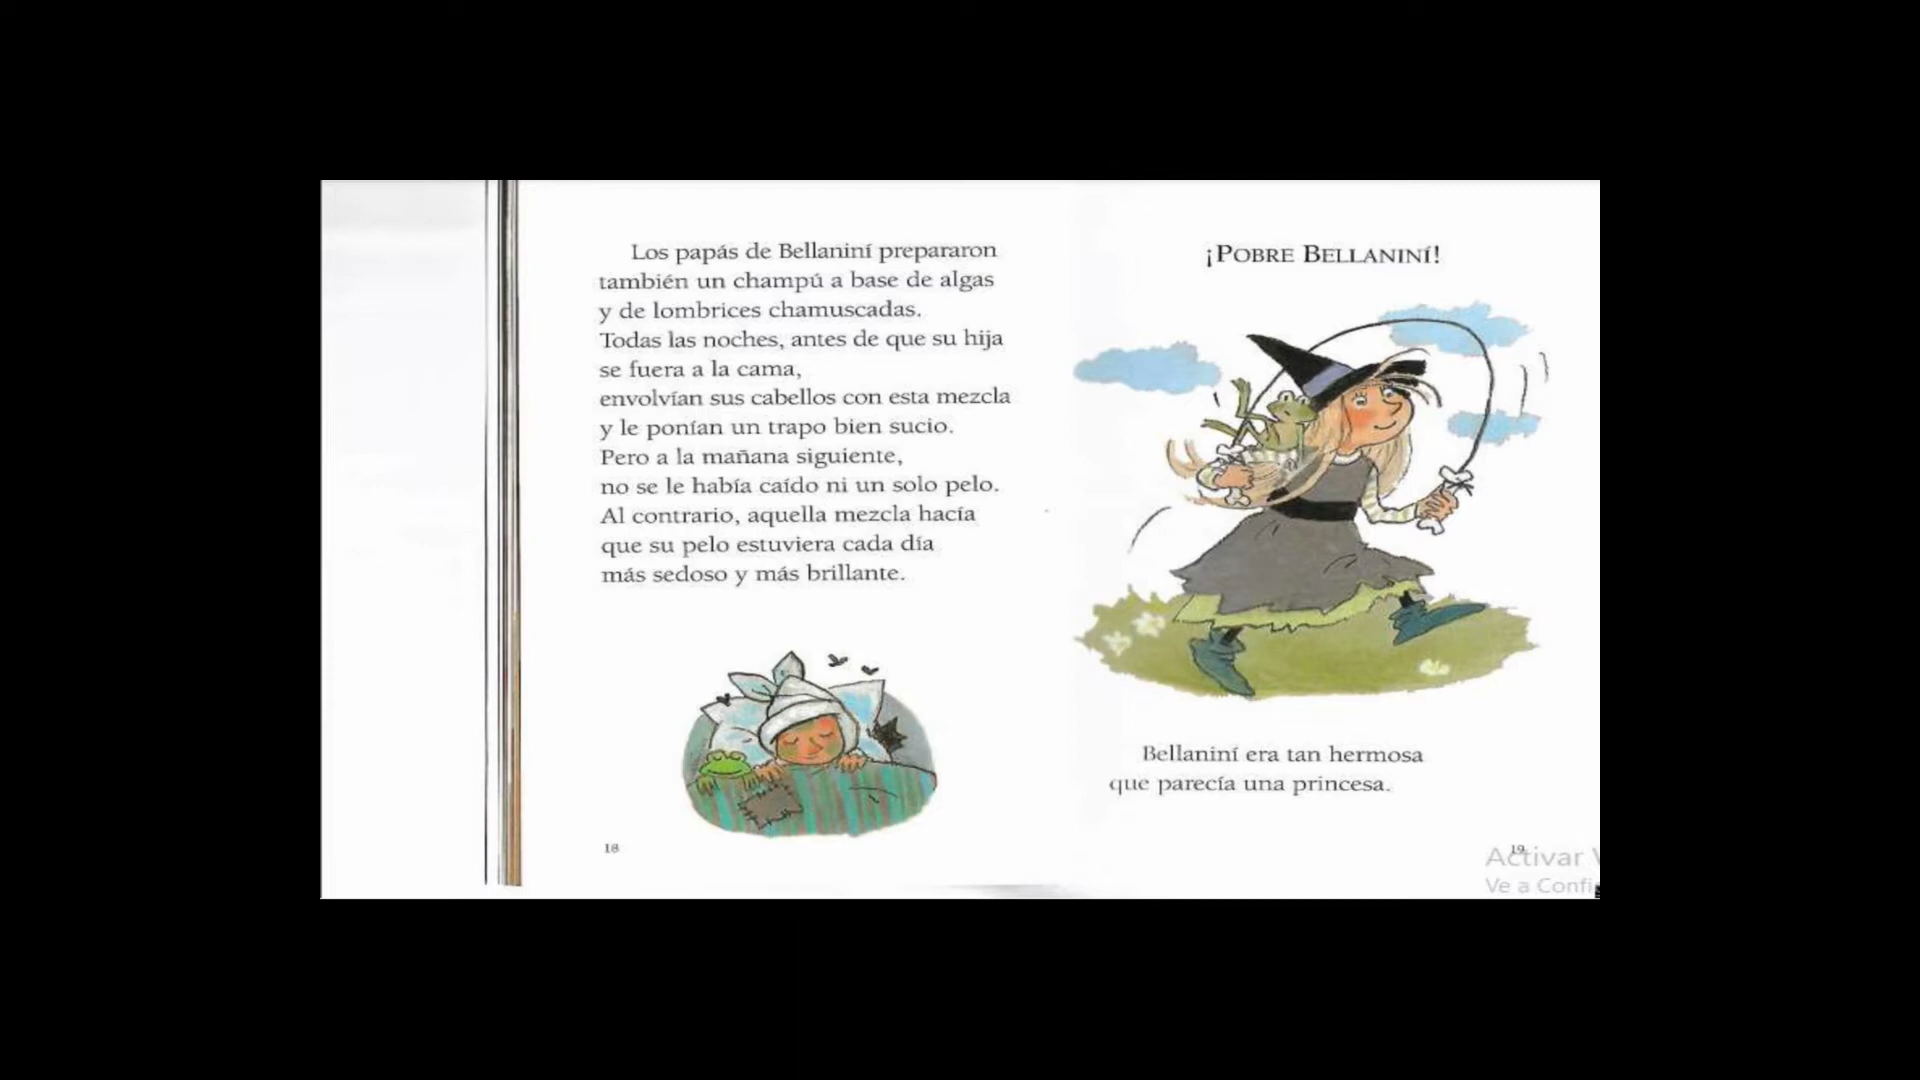 Los papás de Bellaniní prepararon
también un champú a base de algas
y de lombrices chamuscadas.
Todas las noches, antes de que su hija
se fuera a la cama,
envolvían sus cabellos con esta mezcla
y le ponían un trapo bien sucio.
Pero a la mañana siguiente,
no se le había caído ni un solo pelo.
Al contrario, aquella mezcla hacía
que su pelo estuviera cada día
más sedoso y más brillante.
18
¡POBRE BELLANINÍ!
Bellaniní era tan hermosa
que parecía una princesa.
19
Activar
Ve a Confi